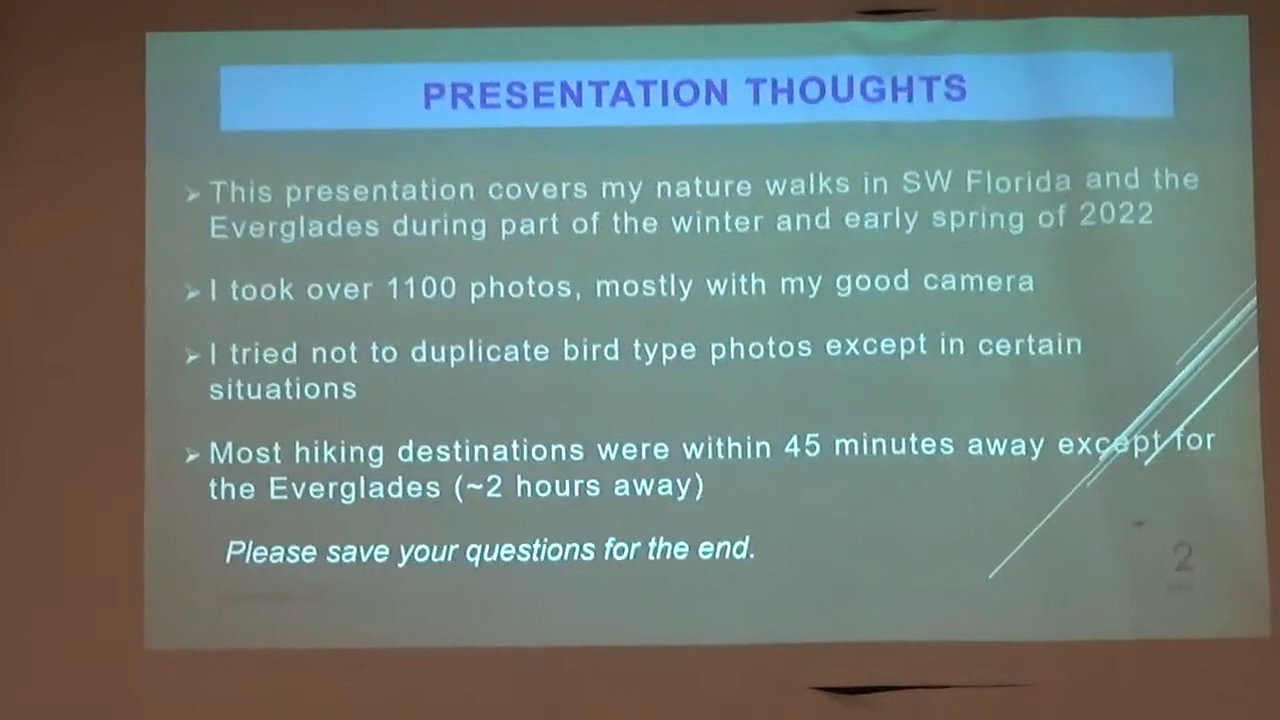 PRESENTATION THOUGHTS
➢ This presentation covers my nature walks in SW Florida and the
Everglades during part of the winter and early spring of 2022
➢ I took over 1100 photos, mostly with my good camera
➢ I tried not to duplicate bird type photos except in certain
situations
➢ Most hiking destinations were within 45 minutes away except for
the Everglades (~2 hours away)
Please save your questions for the end.
2